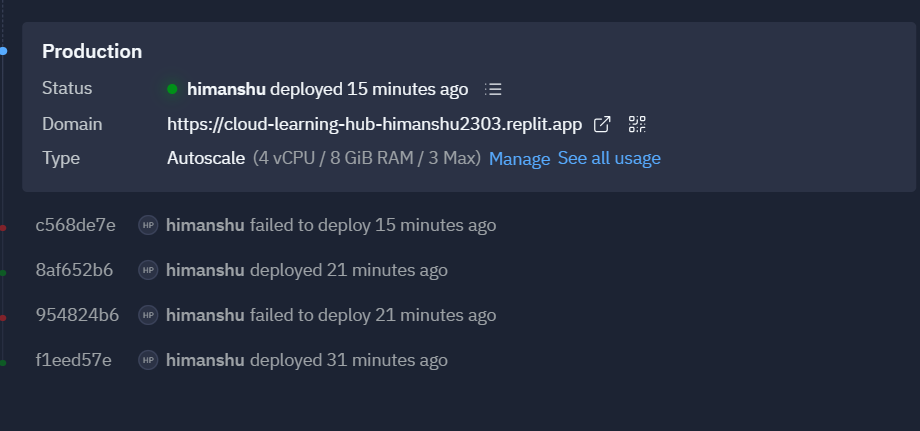 Production
Status himanshu deployed 15 minutes ago
Domain https://cloud-learning-hub-himanshu2303.replit.app
Type Autoscale (4 vCPU / 8 GiB RAM / 3 Max) Manage See all usage
c568de7e HP himanshu failed to deploy 15 minutes ago
8af652b6 HP himanshu deployed 21 minutes ago
954824b6 HP himanshu failed to deploy 21 minutes ago
f1eed57e HP himanshu deployed 31 minutes ago